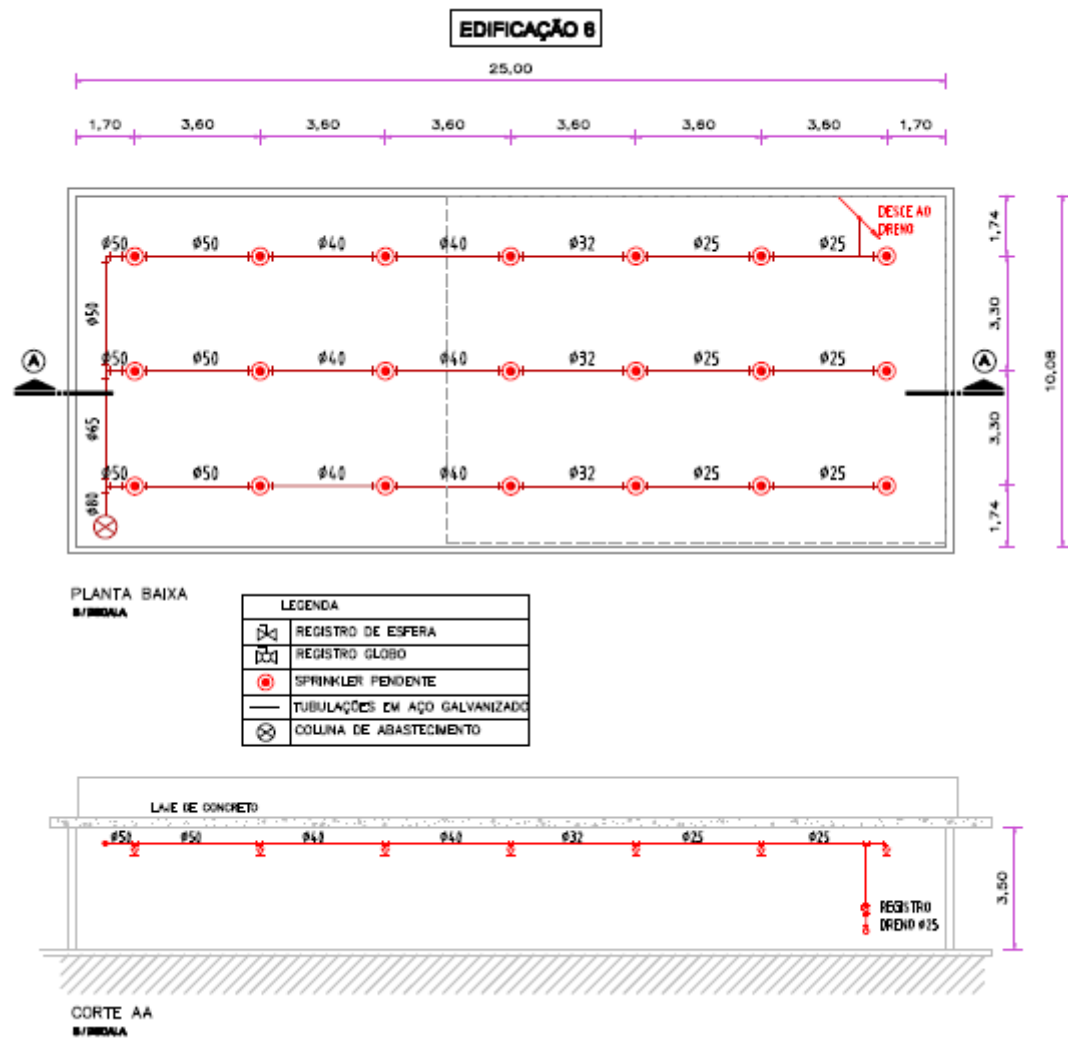 EDIFICAÇÃO 6
25,00
1,70 3,60 3,60 3,60 3,60 3,60 3,60 1,70
DESCE AO
DRENO
Ø50 Ø50 Ø40 Ø40 Ø32 Ø25 Ø25
1,74
Ø50
3,30
A
Ø50 Ø50 Ø40 Ø40 Ø32 Ø25 Ø25
A
10,08
Ø65
3,30
Ø50 Ø50 Ø40 Ø40 Ø32 Ø25 Ø25
Ø80
1,74
PLANTA BAIXA
S/ESCALA
LEGENDA
REGISTRO DE ESFERA
REGISTRO GLOBO
SPRINKLER PENDENTE
TUBULAÇÕES EM AÇO GALVANIZADO
COLUNA DE ABASTECIMENTO
LAJE DE CONCRETO
Ø50 Ø50 Ø40 Ø40 Ø32 Ø25 Ø25
3,50
REGISTRO
DRENO Ø25
CORTE AA
S/ESCALA